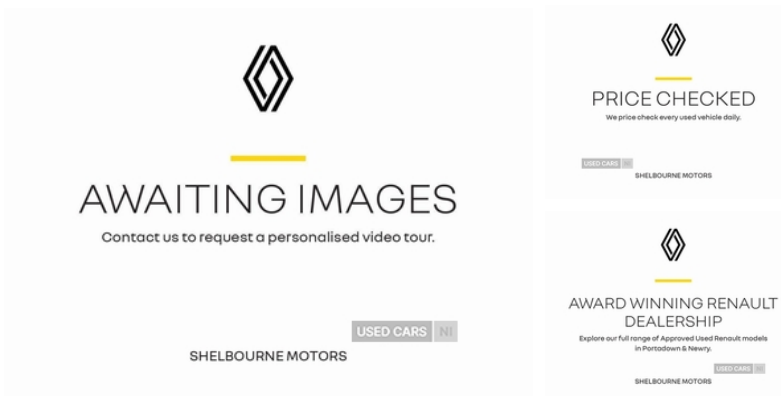 AWAITING IMAGES
Contact us to request a personalised video tour.
USED CARS NI
SHELBOURNE MOTORS
PRICE CHECKED
We price check every used vehicle daily.
USED CARS NI
SHELBOURNE MOTORS
AWARD WINNING RENAULT
DEALERSHIP
Explore our full range of Approved Used Renault models
in Portadown & Newry.
USED CARS NI
SHELBOURNE MOTORS